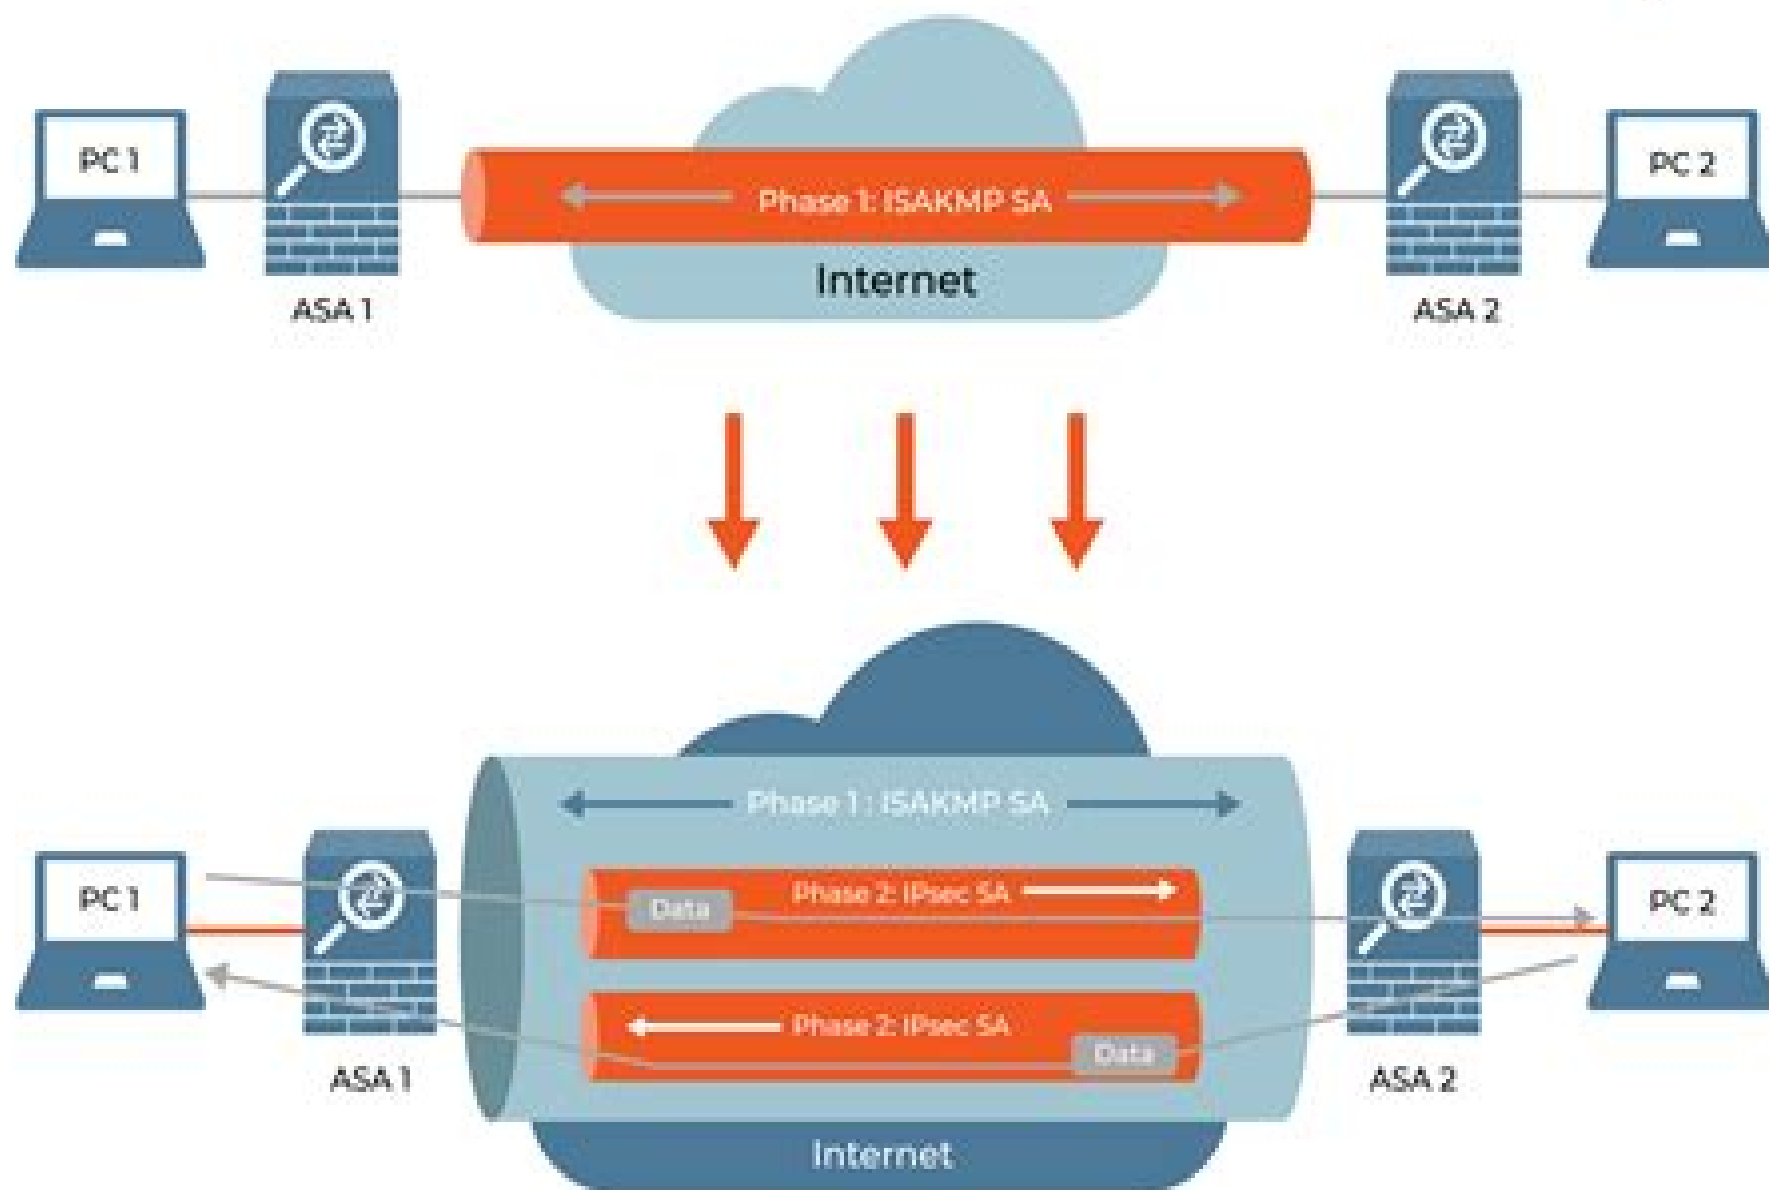 PC 1
Phase 1: ISAKMP SA
PC 2
Internet
ASA 1
ASA 2
Phase 1 : ISAKMP SA
PC 1
Phase 2: IPsec SA
Data
PC 2
Phase 2: IPsec SA
Data
ASA 1
ASA 2
Internet